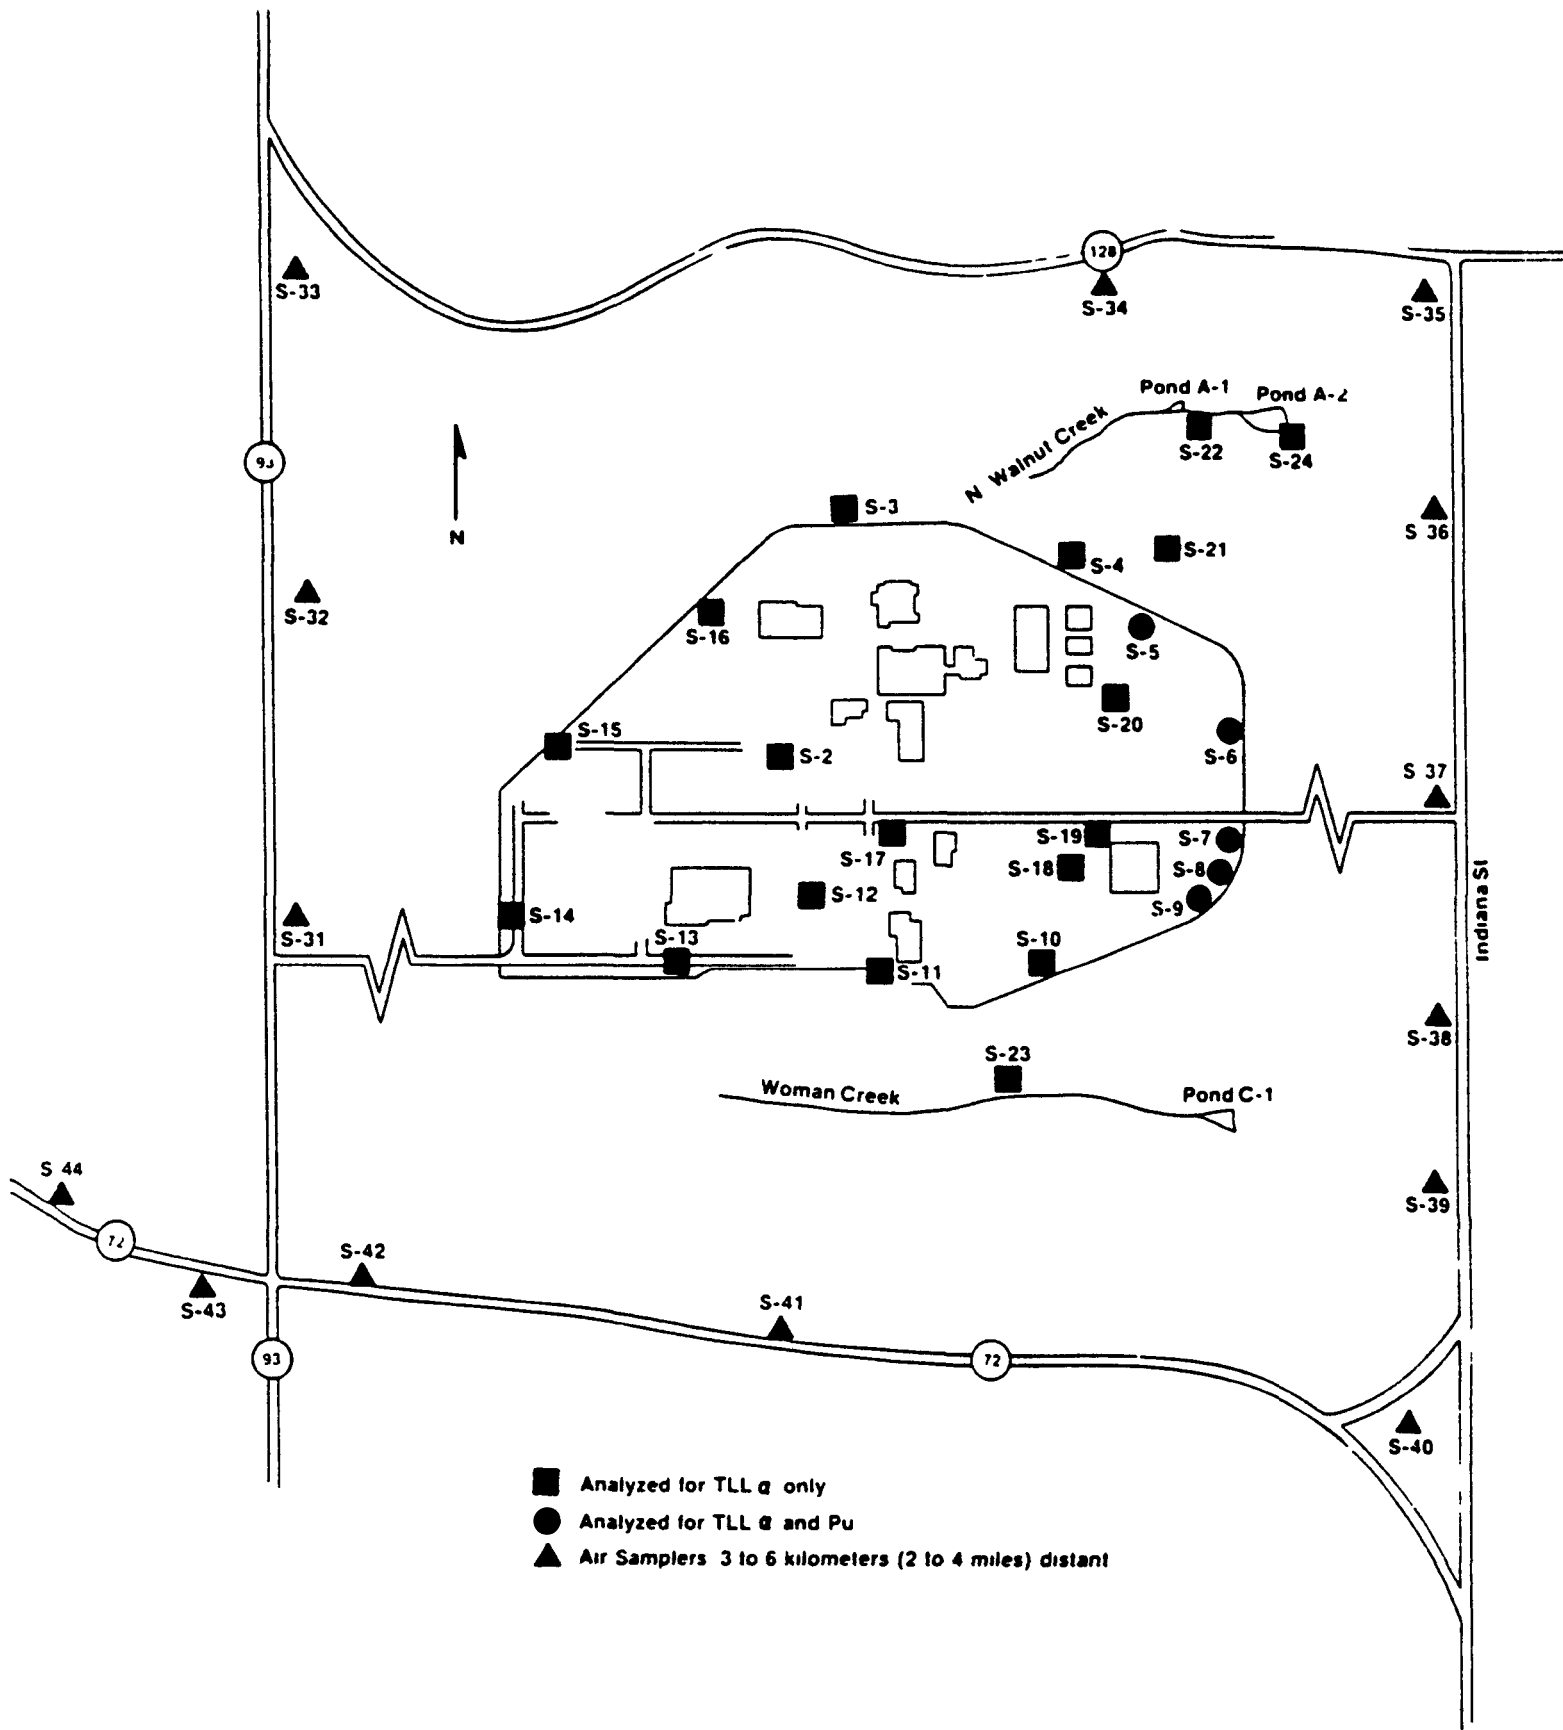 128
S-33
S-34
S-35
Pond A-1
Pond A-2
N Walnut Creek
S-22
S-24
93
N
S-3
S 36
S-4
S-21
S-32
S-16
S-5
S-20
S-15
S-2
S-6
S 37
S-19
S-7
S-17
S-18
S-8
S-12
S-9
S-14
S-31
S-13
S-10
S-11
Indiana St
S-38
S-23
Woman Creek
Pond C-1
S 44
S-39
72
S-42
S-43
S-41
93
72
S-40
Analyzed for TLL α only
Analyzed for TLL α and Pu
Air Samplers 3 to 6 kilometers (2 to 4 miles) distant